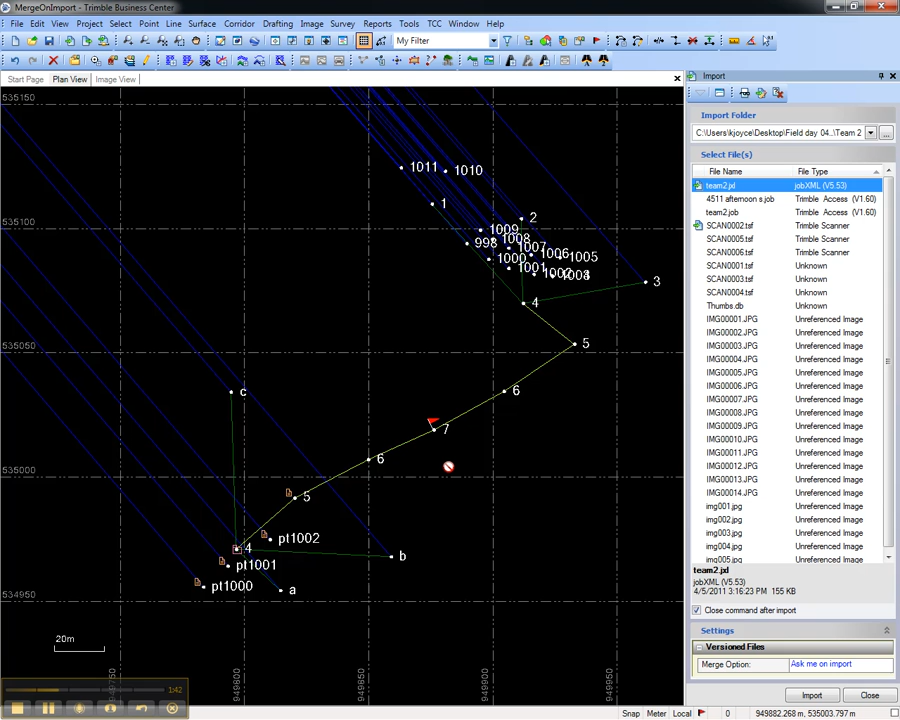 MergeOnImport - Trimble Business Center
File Edit View Project Select Point Line Surface Corridor Drafting Image Survey Reports Tools TCC Window Help
My Filter
Start Page Plan View Image View
Import
Import Folder
C:\Users\kjoyce\Desktop\Field day 04...\Team 2
...
Select File(s)
File Name File Type
team2.jxl jobXML (V5.53)
4511 afternoon s.job Trimble Access (V1.60)
team2.job Trimble Access (V1.60)
SCAN0002.tsf Trimble Scanner
SCAN0005.tsf Trimble Scanner
SCAN0006.tsf Trimble Scanner
SCAN0001.tsf Unknown
SCAN0003.tsf Unknown
SCAN0004.tsf Unknown
Thumbs.db Unknown
IMG00001.JPG Unreferenced Image
IMG00002.JPG Unreferenced Image
IMG00003.JPG Unreferenced Image
IMG00004.JPG Unreferenced Image
IMG00005.JPG Unreferenced Image
IMG00006.JPG Unreferenced Image
IMG00007.JPG Unreferenced Image
IMG00008.JPG Unreferenced Image
IMG00009.JPG Unreferenced Image
IMG00010.JPG Unreferenced Image
IMG00011.JPG Unreferenced Image
IMG00012.JPG Unreferenced Image
IMG00013.JPG Unreferenced Image
IMG00014.JPG Unreferenced Image
img001.jpg Unreferenced Image
img002.jpg Unreferenced Image
img003.jpg Unreferenced Image
img004.jpg Unreferenced Image
img005.jpg Unreferenced Image
team2.jxl
jobXML (V5.53)
4/5/2011 3:16:23 PM 155 KB
Close command after import
Settings
Versioned Files
Merge Option: Ask me on import
Import Close
535150
535100
535050
535000
534950
1011
1010
1
2
1009
998
1008
1007
1006
1005
1000
1001
1002
3
4
5
6
7
c
6
5
pt1002
4
b
pt1001
pt1000
a
20m
949750
949800
949850
949900
949950
1:42
Snap Meter Local 0 949882.268 m, 535003.797 m